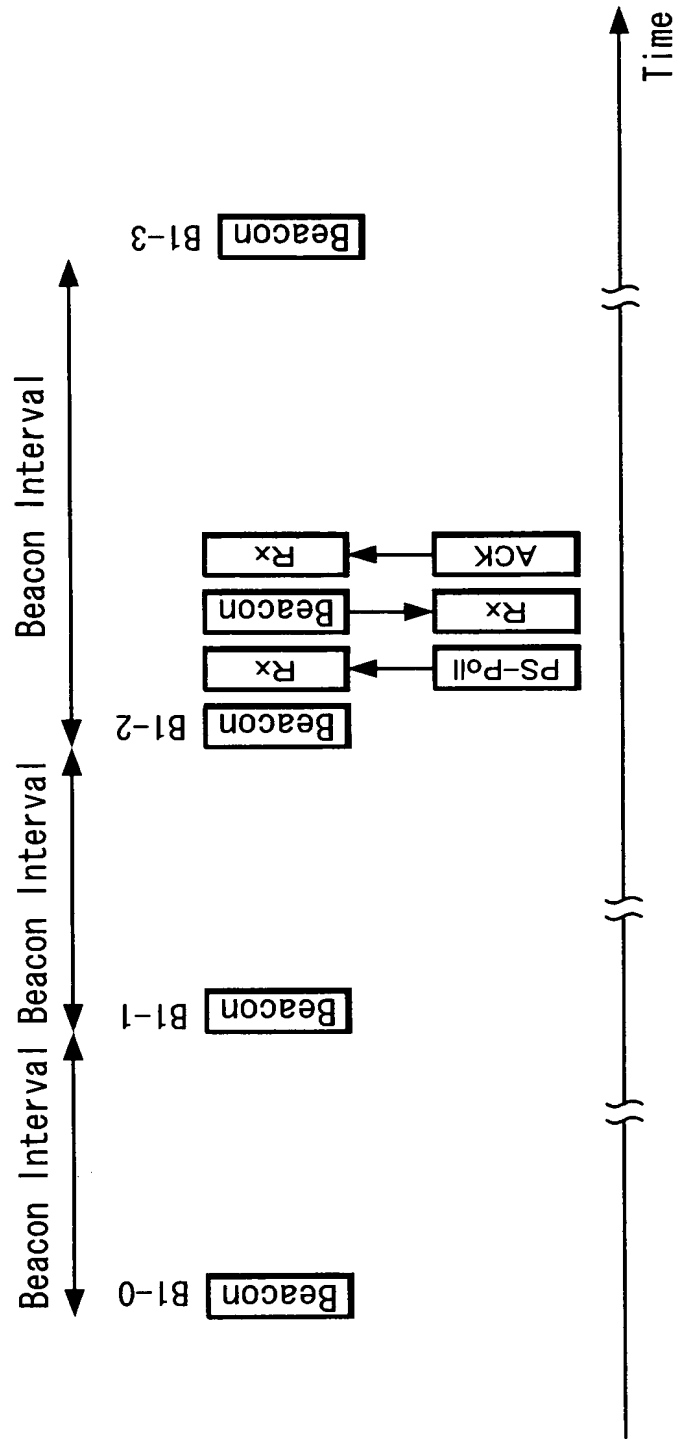 Beacon Interval
Beacon Interval
Beacon Interval
B1-0
Beacon
B1-1
Beacon
B1-2
Beacon
Rx
Beacon
Rx
B1-3
Beacon
PS-Poll
Rx
ACK
Time